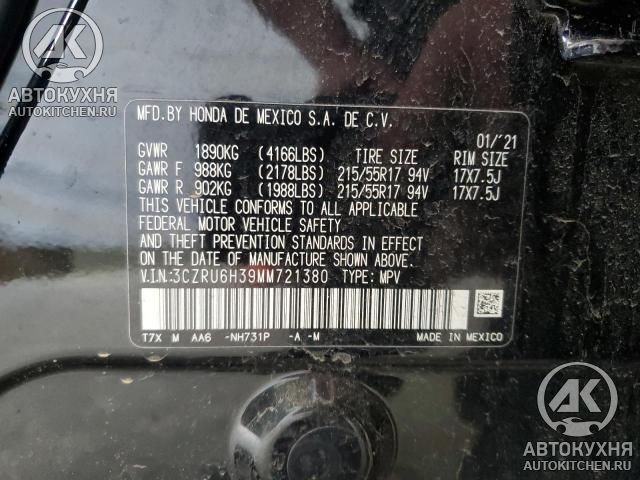 АВТОКУХНЯ
AUTOKITCHEN.RU
MFD.BY HONDA DE MEXICO S.A. DE C.V.
01/'21
GVWR 1890KG (4166LBS) TIRE SIZE RIM SIZE
GAWR F 988KG (2178LBS) 215/55R17 94V 17X7.5J
GAWR R 902KG (1988LBS) 215/55R17 94V 17X7.5J
THIS VEHICLE CONFORMS TO ALL APPLICABLE
FEDERAL MOTOR VEHICLE SAFETY
AND THEFT PREVENTION STANDARDS IN EFFECT
ON THE DATE OF MANUFACTURE SHOWN ABOVE.
V.I.N.:3CZRU6H39MM721380 TYPE: MPV
T7X M AA6 -NH731P -A -M MADE IN MEXICO
АК
АВТОКУХНЯ
AUTOKITCHEN.RU